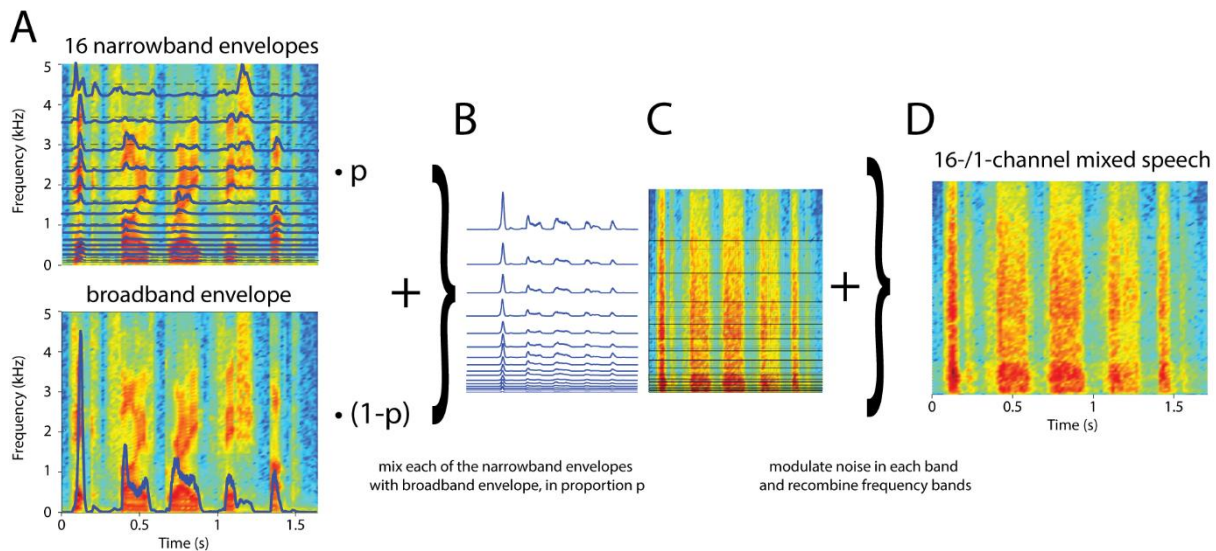 A
16 narrowband envelopes
5
4
3
2
1
0
Frequency (kHz)
• p
broadband envelope
5
4
3
2
1
0
Frequency (kHz)
0 0.5 1 1.5
Time (s)
• (1-p)
+
}
B
mix each of the narrowband envelopes
with broadband envelope, in proportion p
C
+
}
modulate noise in each band
and recombine frequency bands
D
16-/1-channel mixed speech
0 0.5 1 1.5
Time (s)